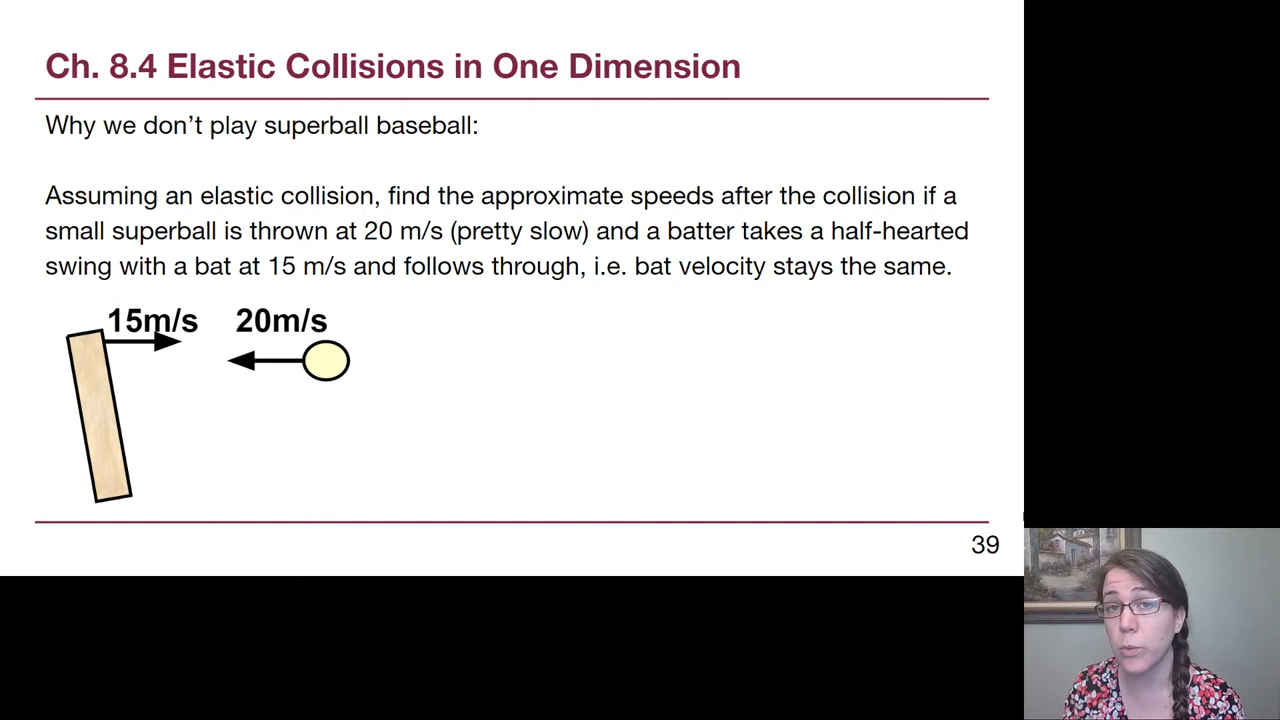 Ch. 8.4 Elastic Collisions in One Dimension
Why we don’t play superball baseball:
Assuming an elastic collision, find the approximate speeds after the collision if a
small superball is thrown at 20 m/s (pretty slow) and a batter takes a half-hearted
swing with a bat at 15 m/s and follows through, i.e. bat velocity stays the same.
15m/s 20m/s
39